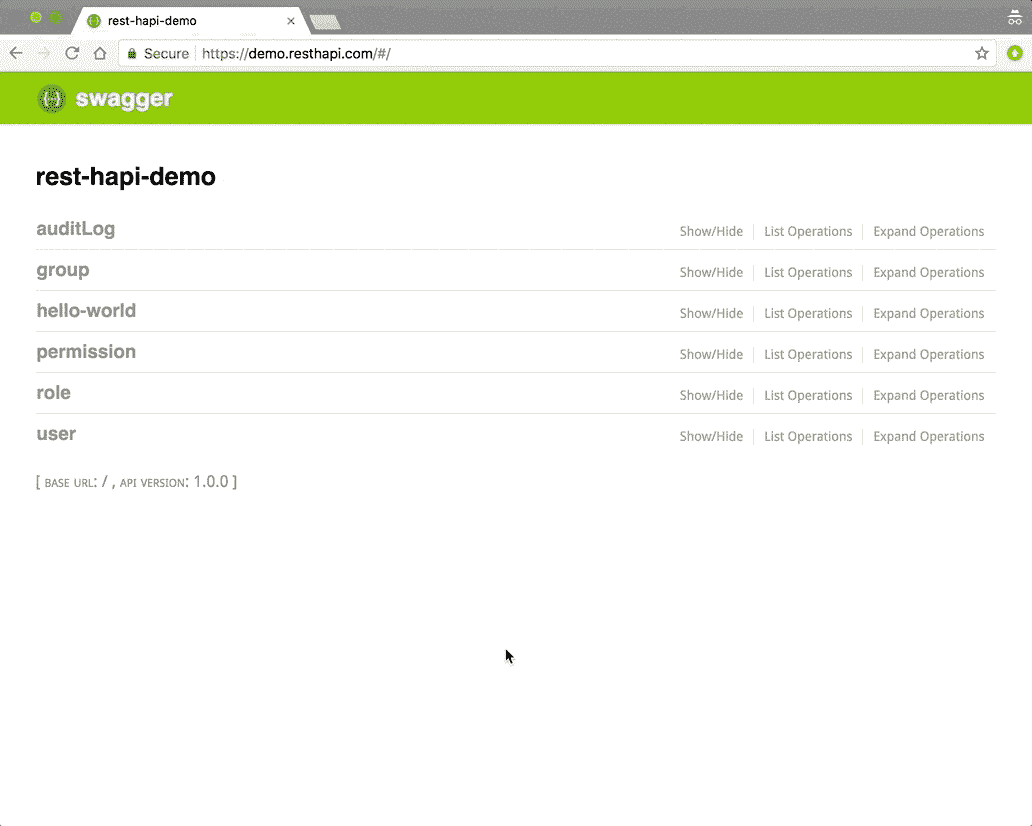 rest-hapi-demo
Secure https://demo.resthapi.com/#/
swagger
rest-hapi-demo
auditLog Show/Hide List Operations Expand Operations
group Show/Hide List Operations Expand Operations
hello-world Show/Hide List Operations Expand Operations
permission Show/Hide List Operations Expand Operations
role Show/Hide List Operations Expand Operations
user Show/Hide List Operations Expand Operations
[ BASE URL: / , API VERSION: 1.0.0 ]